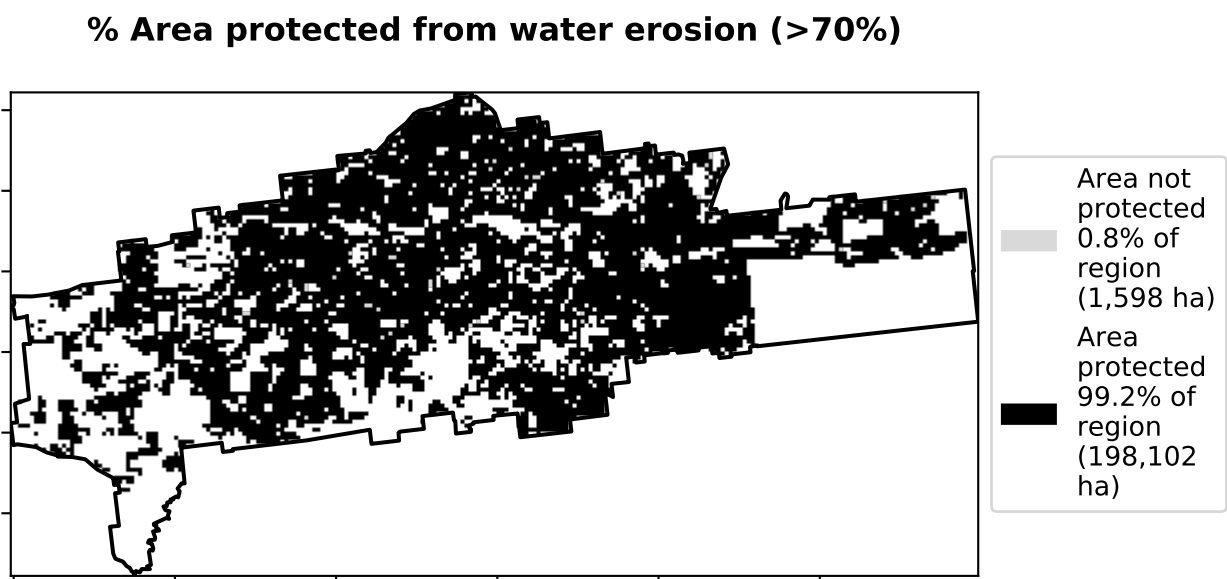 % Area protected from water erosion (>70%)
Area not
protected
0.8% of
region
(1,598 ha)
Area
protected
99.2% of
region
(198,102
ha)